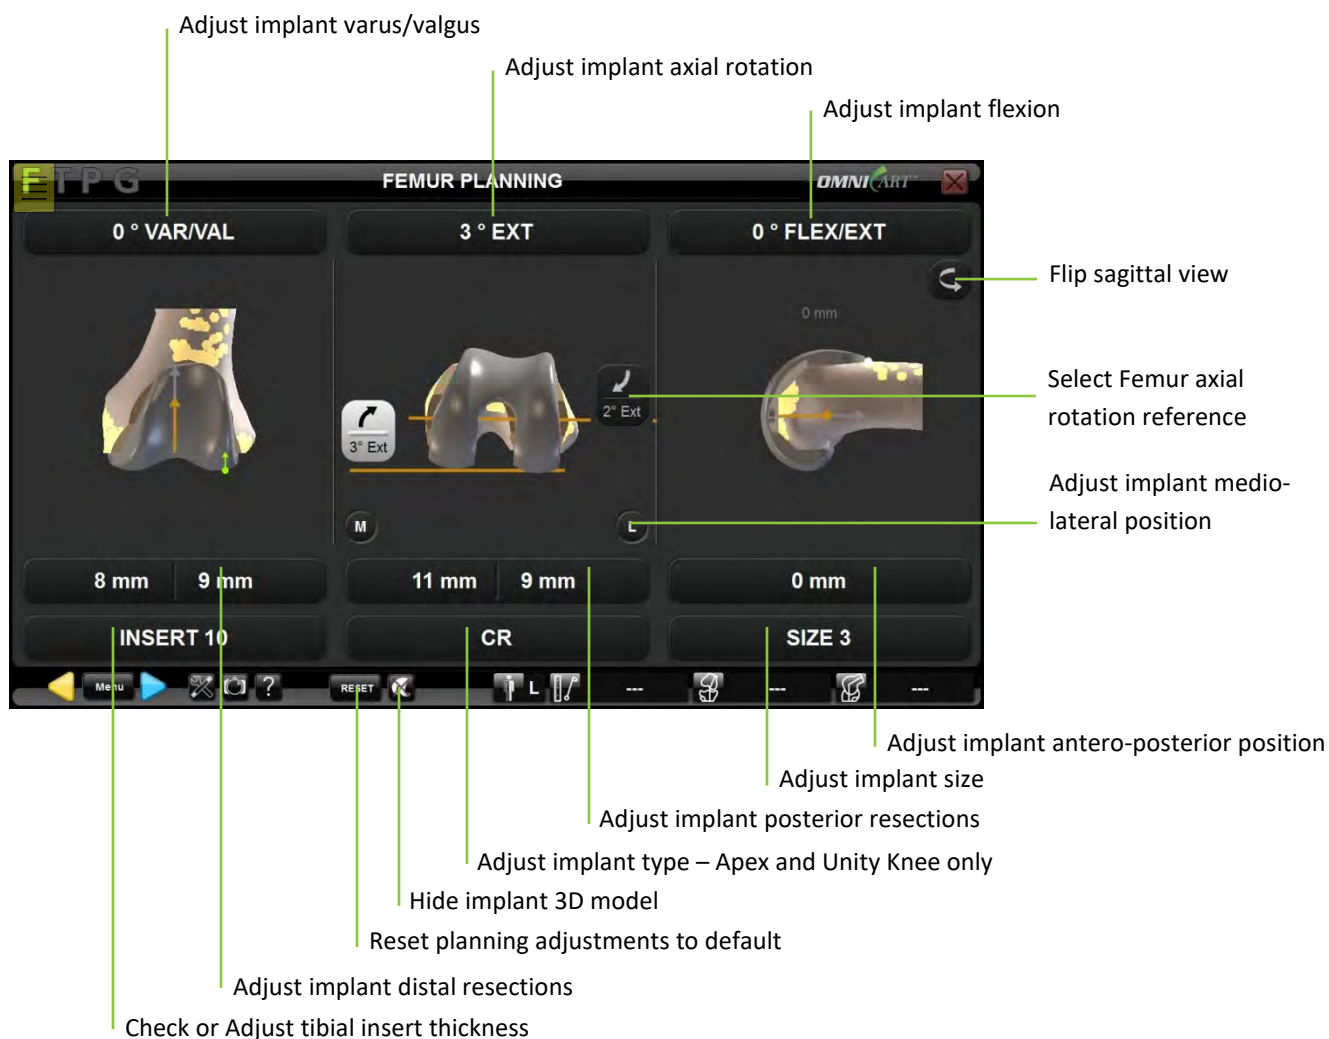 Adjust implant varus/valgus
Adjust implant axial rotation
Adjust implant flexion
F T P G
FEMUR PLANNING
OMNI ART™
0 ° VAR/VAL
3 ° EXT
0 ° FLEX/EXT
Flip sagittal view
0 mm
Select Femur axial
rotation reference
2° Ext
3° Ext
Adjust implant medio-
lateral position
M
L
8 mm
9 mm
11 mm
9 mm
0 mm
INSERT 10
CR
SIZE 3
Menu
?
RESET
L
---
---
---
Adjust implant antero-posterior position
Adjust implant size
Adjust implant posterior resections
Adjust implant type – Apex and Unity Knee only
Hide implant 3D model
Reset planning adjustments to default
Adjust implant distal resections
Check or Adjust tibial insert thickness